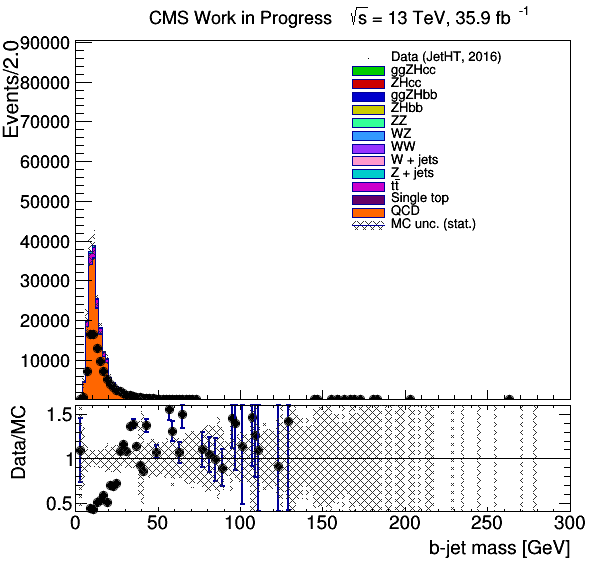 CMS Work in Progress √s = 13 TeV, 35.9 fb -1
Events/2.0
90000
80000
70000
60000
50000
40000
30000
20000
10000
Data (JetHT, 2016)
ggZHcc
ZHcc
ggZHbb
ZHbb
ZZ
WZ
WW
W + jets
Z + jets
tt̄
Single top
QCD
MC unc. (stat.)
Data/MC
1.5
1
0.5
0 50 100 150 200 250 300
b-jet mass [GeV]